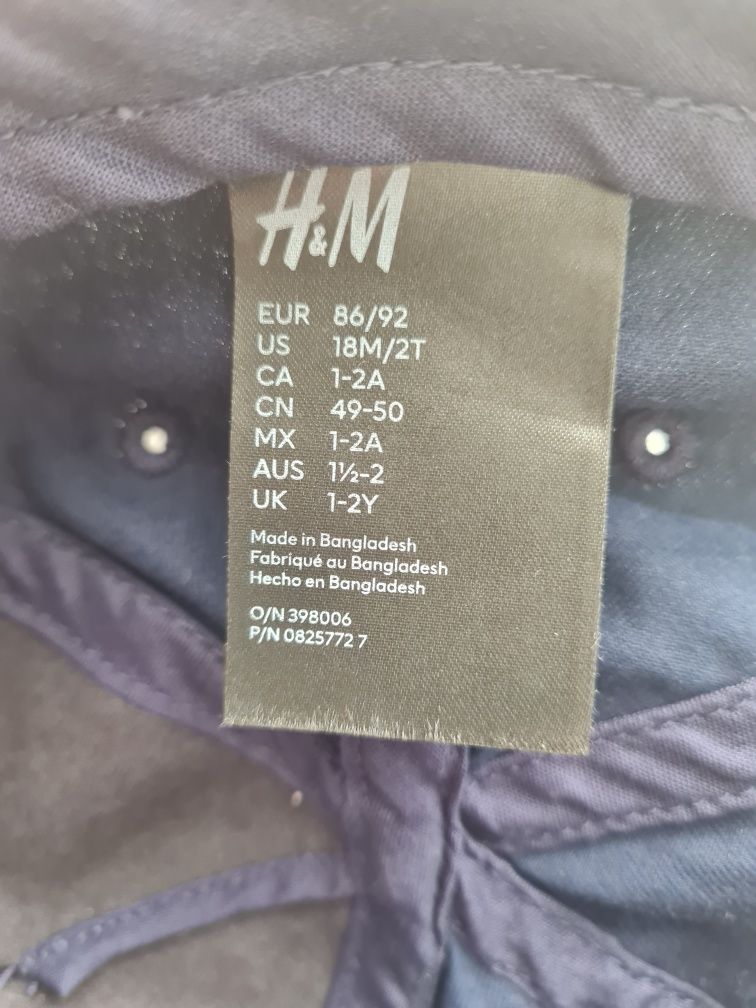 H&M
EUR 86/92
US 18M/2T
CA 1-2A
CN 49-50
MX 1-2A
AUS 1½-2
UK 1-2Y
Made in Bangladesh
Fabriqué au Bangladesh
Hecho en Bangladesh
O/N 398006
P/N 0825772 7